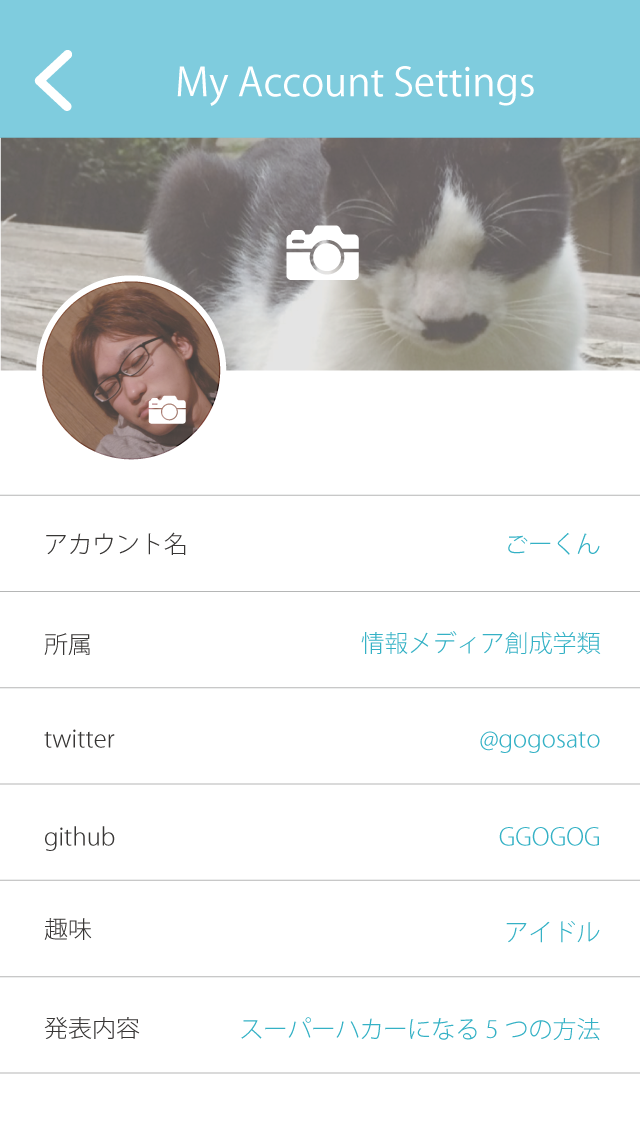 My Account Settings
アカウント名 ごーくん
所属 情報メディア創成学類
twitter @gogosato
github GGOGOG
趣味 アイドル
発表内容 スーパーハカーになる 5 つの方法